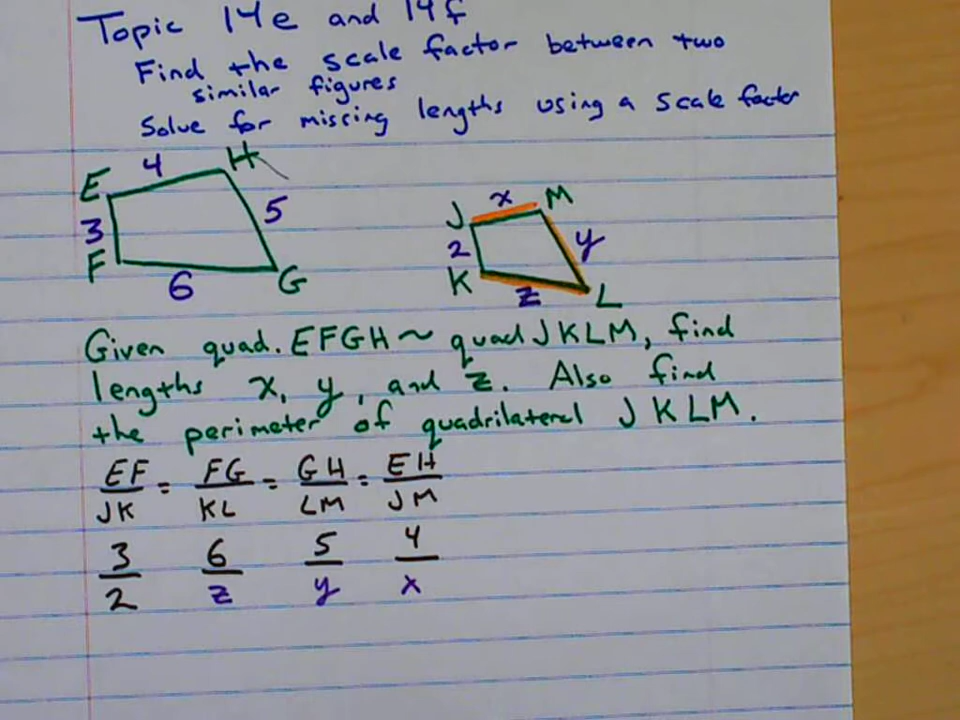 Topic 14e and 14f
Find the scale factor between two
similar figures
Solve for missing lengths using a scale factor
E 4 H
3 5
F 6 G
J x M
2 y
K z L
Given quad. EFGH ~ quad JKLM, find
lengths x, y, and z. Also find
the perimeter of quadrilateral JKLM.
EF/JK = FG/KL = GH/LM = EH/JM
3/2 6/z 5/y 4/x